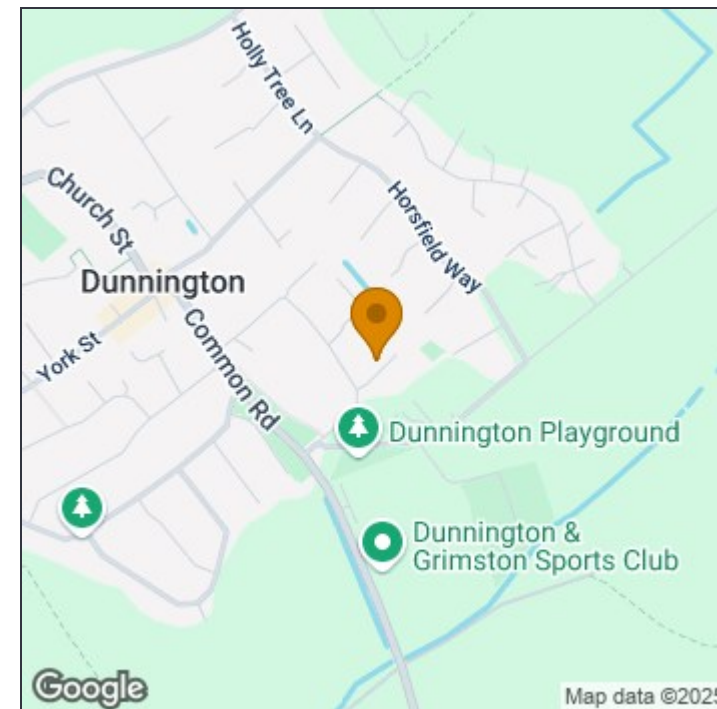 Holly Tree Ln
Church St
Horsfield Way
Dunnington
York St
Common Rd
Dunnington Playground
Dunnington &
Grimston Sports Club
Google
Map data ©2025